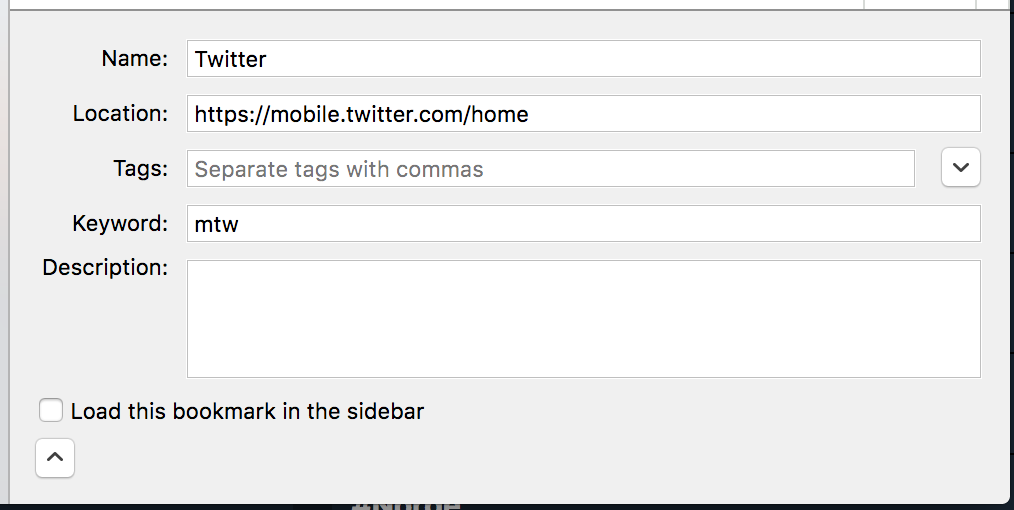 Name: Twitter
Location: https://mobile.twitter.com/home
Tags: Separate tags with commas
Keyword: mtw
Description:
Load this bookmark in the sidebar